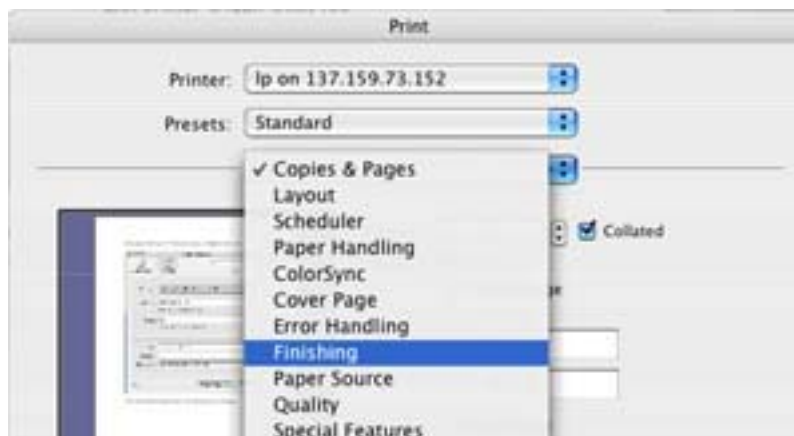 Print
Printer: lp on 137.159.73.152
Presets: Standard
✓ Copies & Pages
Layout
Scheduler
Collated
Paper Handling
ColorSync
Cover Page
Error Handling
Finishing
Paper Source
Quality
Special Features